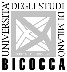 UNIVERSITÀ
DEGLI STUDI
DI MILANO
BICOCCA